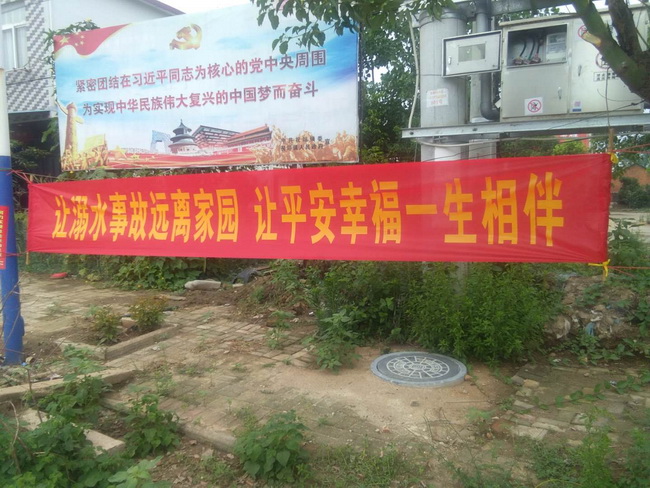 紧密团结在习近平同志为核心的党中央周围
为实现中华民族伟大复兴的中国梦而奋斗
让溺水事故远离家园 让平安幸福一生相伴